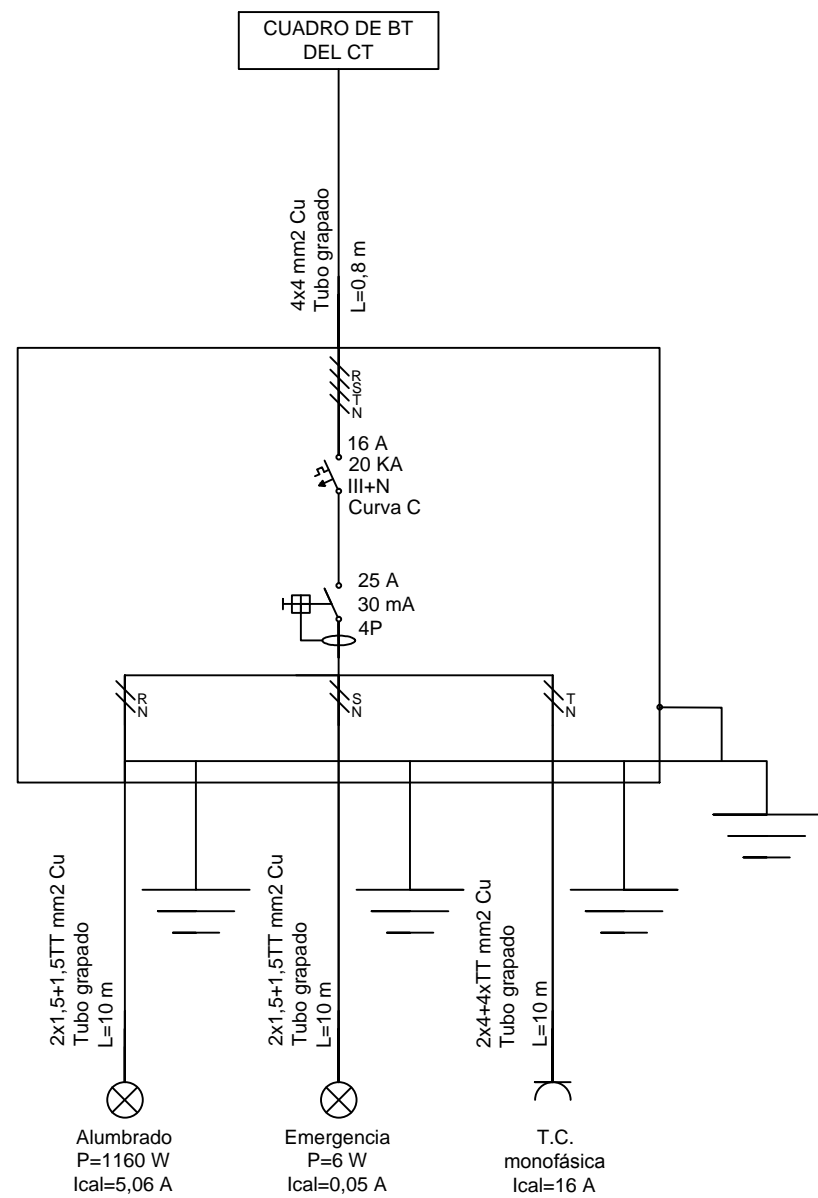 CUADRO DE BT
DEL CT
4x4 mm2 Cu
Tubo grapado
L=0,8 m
R
S
T
N
16 A
20 KA
III+N
Curva C
25 A
30 mA
4P
R
N
S
N
T
N
2x1,5+1,5TT mm2 Cu
Tubo grapado
L=10 m
2x1,5+1,5TT mm2 Cu
Tubo grapado
L=10 m
2x4+4xTT mm2 Cu
Tubo grapado
L=10 m
Alumbrado
P=1160 W
Ical=5,06 A
Emergencia
P=6 W
Ical=0,05 A
T.C.
monofásica
Ical=16 A